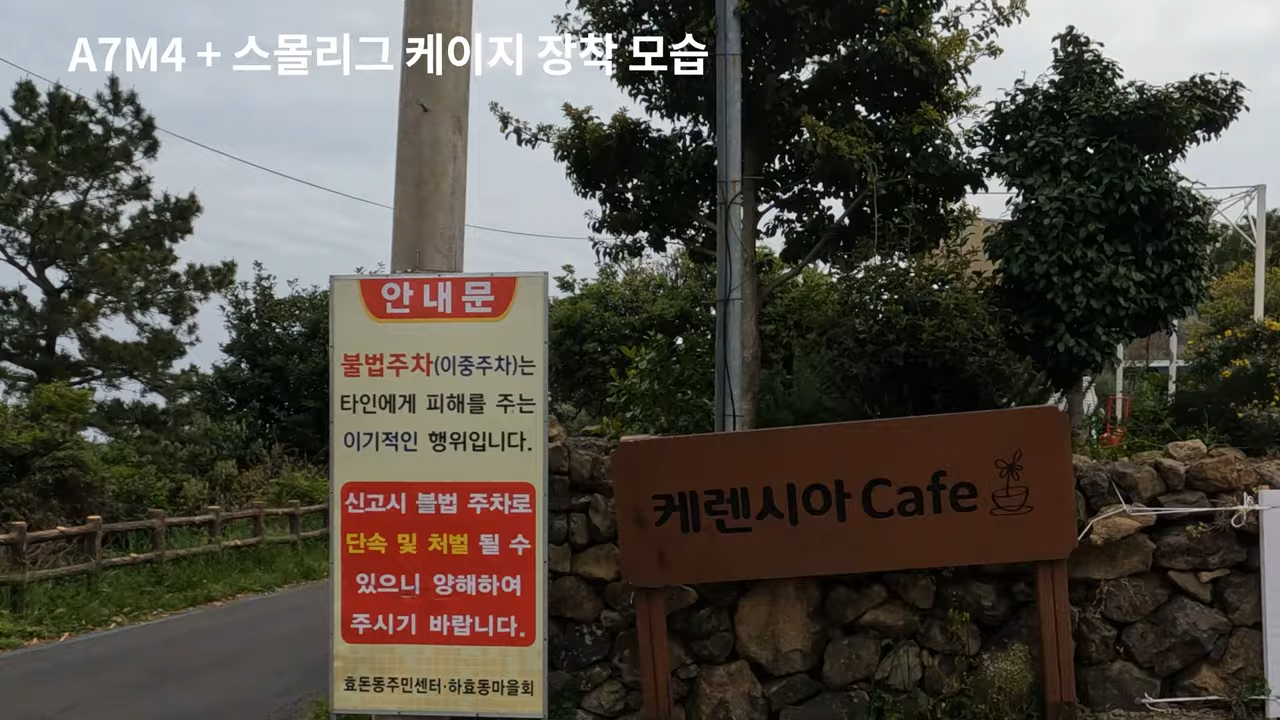 A7M4 + 스몰리그 케이지 장착 모습
안내문
불법주차(이중주차)는
타인에게 피해를 주는
이기적인 행위입니다.
신고시 불법 주차로
단속 및 처벌 될 수
있으니 양해하여
주시기 바랍니다.
효돈동주민센터·하효동마을회
케렌시아 Cafe